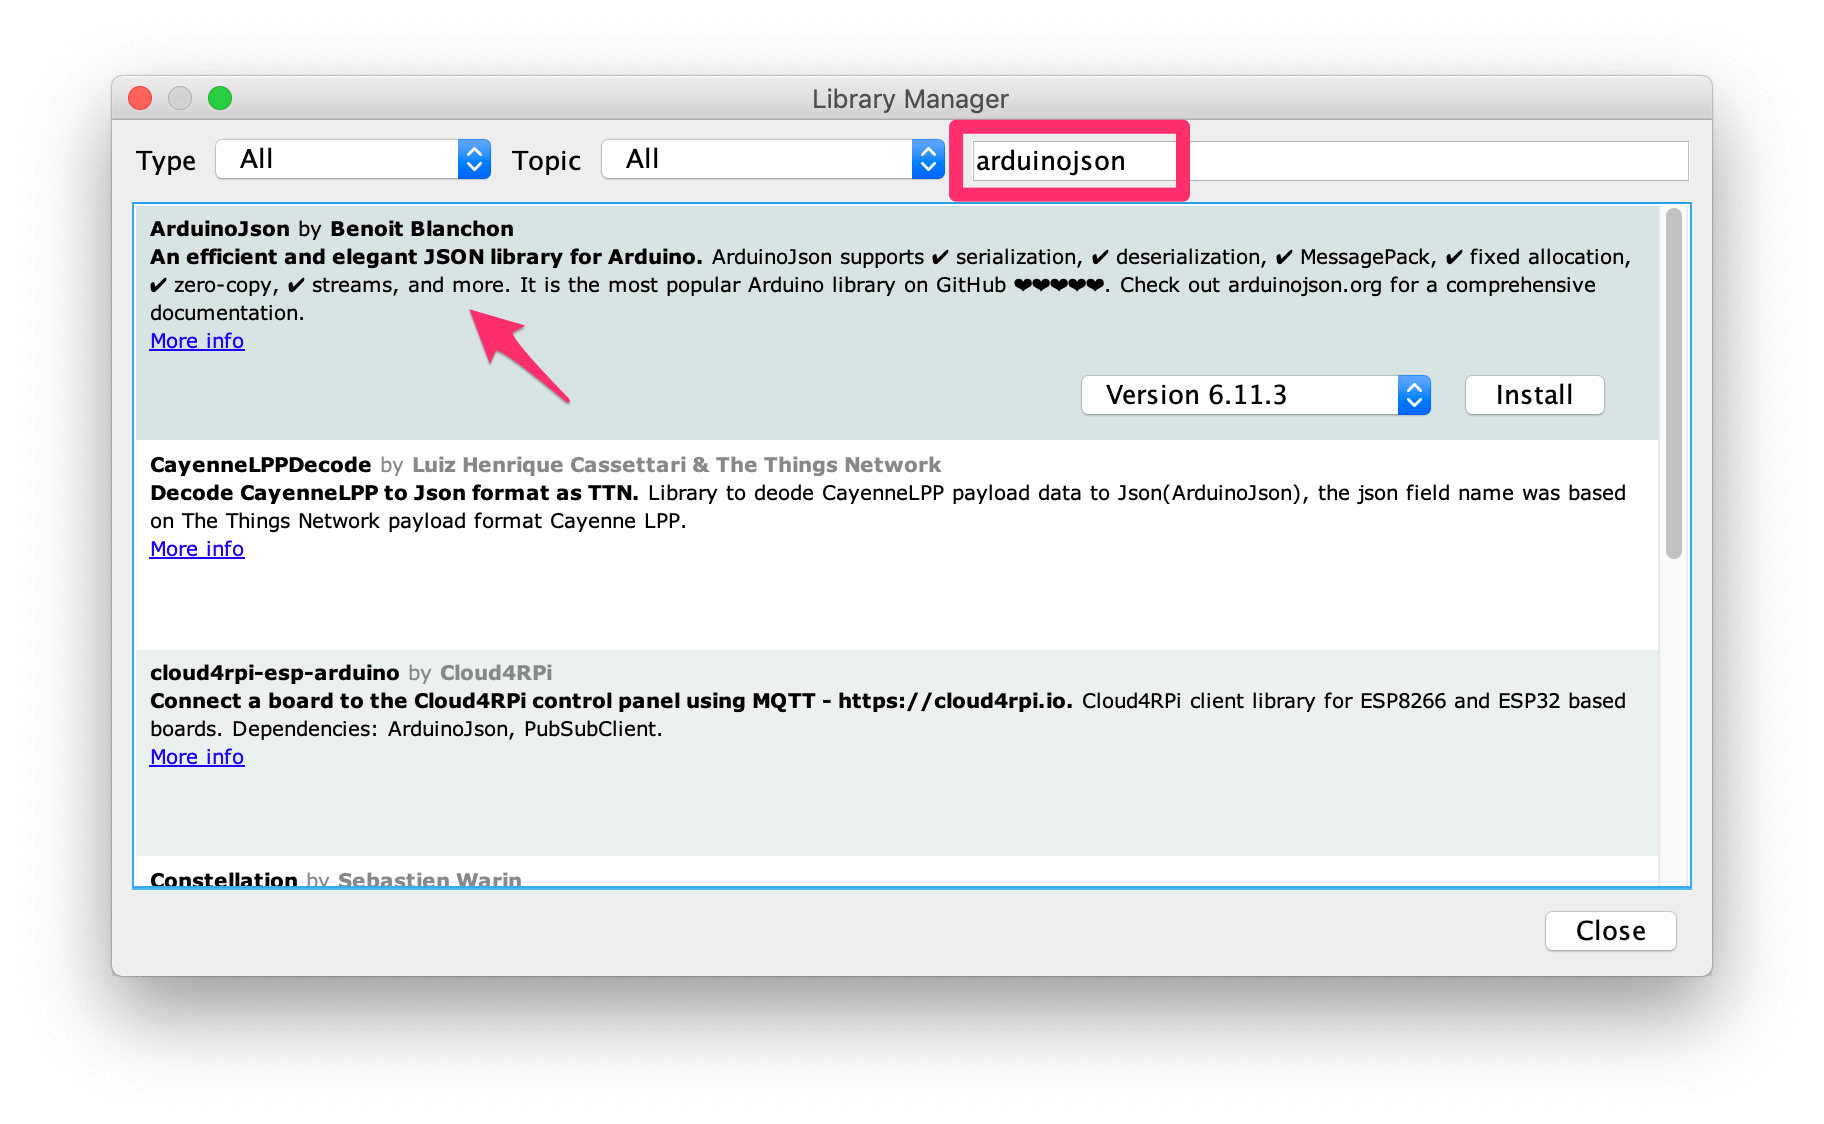 Library Manager
Type All Topic All arduinojson
ArduinoJson by Benoit Blanchon
An efficient and elegant JSON library for Arduino. ArduinoJson supports ✔ serialization, ✔ deserialization, ✔ MessagePack, ✔ fixed allocation,
✔ zero-copy, ✔ streams, and more. It is the most popular Arduino library on GitHub ❤❤❤❤❤. Check out arduinojson.org for a comprehensive
documentation.
More info
Version 6.11.3 Install
CayenneLPPDecode by Luiz Henrique Cassettari & The Things Network
Decode CayenneLPP to Json format as TTN. Library to deode CayenneLPP payload data to Json(ArduinoJson), the json field name was based
on The Things Network payload format Cayenne LPP.
More info
cloud4rpi-esp-arduino by Cloud4RPi
Connect a board to the Cloud4RPi control panel using MQTT - https://cloud4rpi.io. Cloud4RPi client library for ESP8266 and ESP32 based
boards. Dependencies: ArduinoJson, PubSubClient.
More info
Constellation by Sebastien Warin
Close